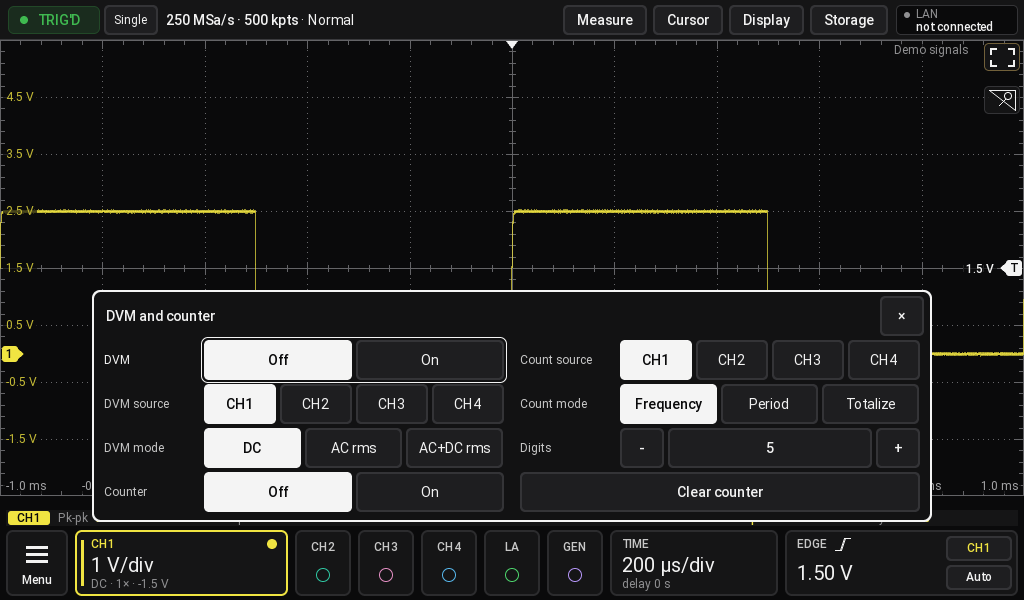 TRIG'D
Single
250 MSa/s · 500 kpts · Normal
Measure
Cursor
Display
Storage
LAN
not connected
Demo signals
4.5 V
3.5 V
2.5 V
1.5 V
1.5 V
T
0.5 V
1
-0.5 V
-1.5 V
-1.0 ms
1.0 ms
DVM and counter
×
DVM
Off
On
Count source
CH1
CH2
CH3
CH4
DVM source
CH1
CH2
CH3
CH4
Count mode
Frequency
Period
Totalize
DVM mode
DC
AC rms
AC+DC rms
Digits
-
5
+
Counter
Off
On
Clear counter
CH1
Pk-pk
Menu
CH1
1 V/div
DC · 1× · -1.5 V
CH2
CH3
CH4
LA
GEN
TIME
200 µs/div
delay 0 s
EDGE
1.50 V
CH1
Auto